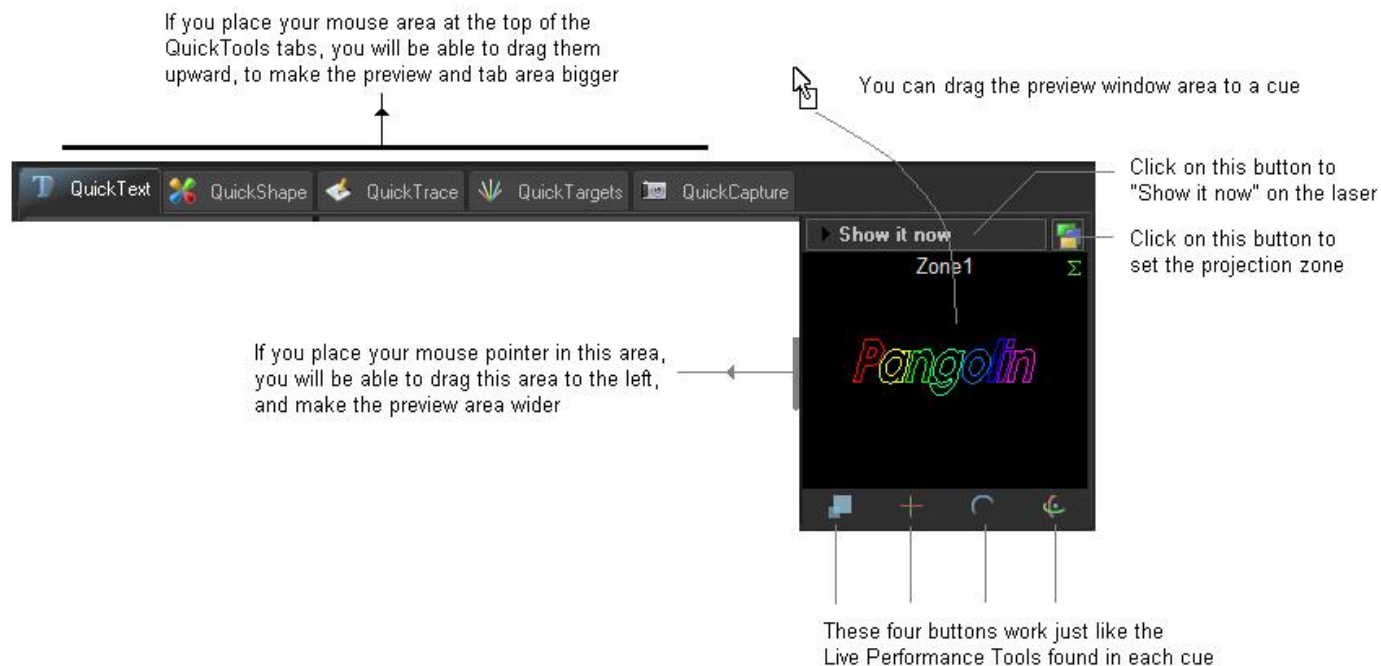 If you place your mouse area at the top of the
QuickTools tabs, you will be able to drag them
upward, to make the preview and tab area bigger
You can drag the preview window area to a cue
QuickText QuickShape QuickTrace QuickTargets QuickCapture
Click on this button to
"Show it now" on the laser
Show it now
Click on this button to
set the projection zone
Zone1
Σ
Pangolin
If you place your mouse pointer in this area,
you will be able to drag this area to the left,
and make the preview area wider
These four buttons work just like the
Live Performance Tools found in each cue